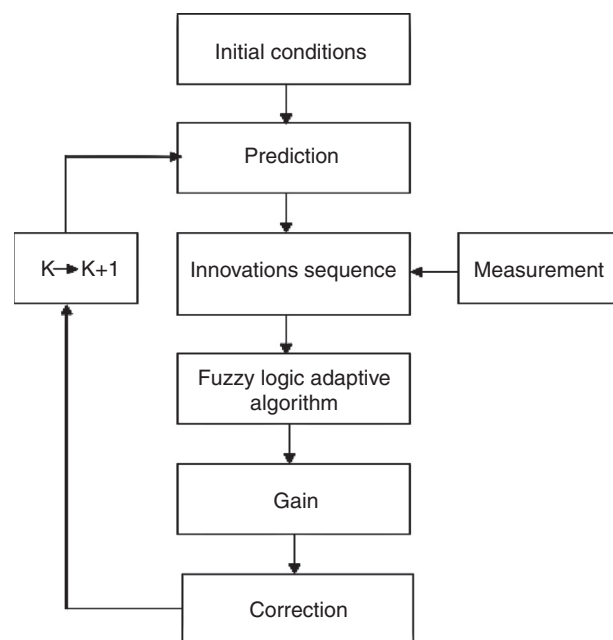 Initial conditions
Prediction
K→K+1
Innovations sequence
Measurement
Fuzzy logic adaptive
algorithm
Gain
Correction